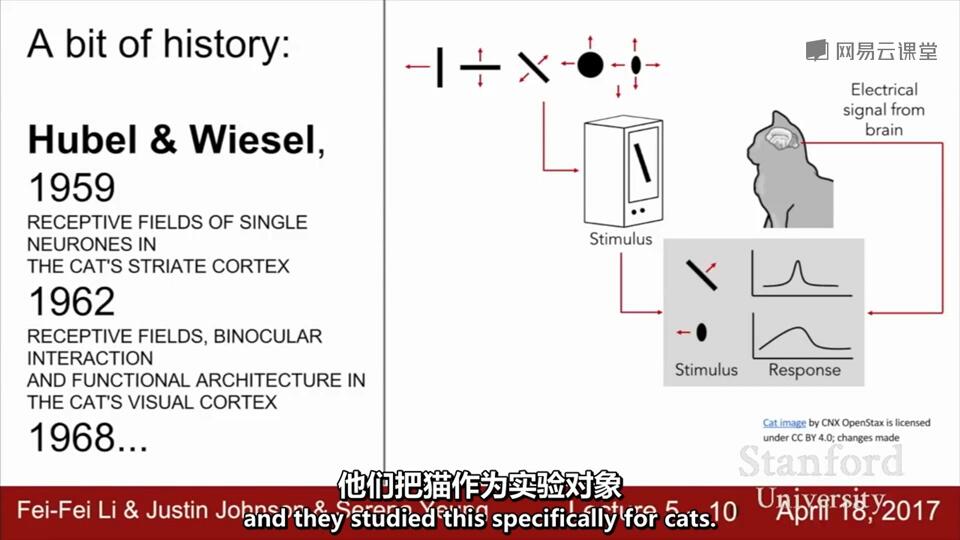 A bit of history:
Hubel & Wiesel,
1959
RECEPTIVE FIELDS OF SINGLE
NEURONES IN
THE CAT'S STRIATE CORTEX
1962
RECEPTIVE FIELDS, BINOCULAR
INTERACTION
AND FUNCTIONAL ARCHITECTURE IN
THE CAT'S VISUAL CORTEX
1968...
网易云课堂
Electrical
signal from
brain
Stimulus
Stimulus
Response
Cat image by CNX OpenStax is licensed
under CC BY 4.0; changes made
Stanford
University
他们把猫作为实验对象
Fei-Fei Li & Justin Johnson & Serena Yeung
Lecture 5 - 10
April 18, 2017
and they studied this specifically for cats.